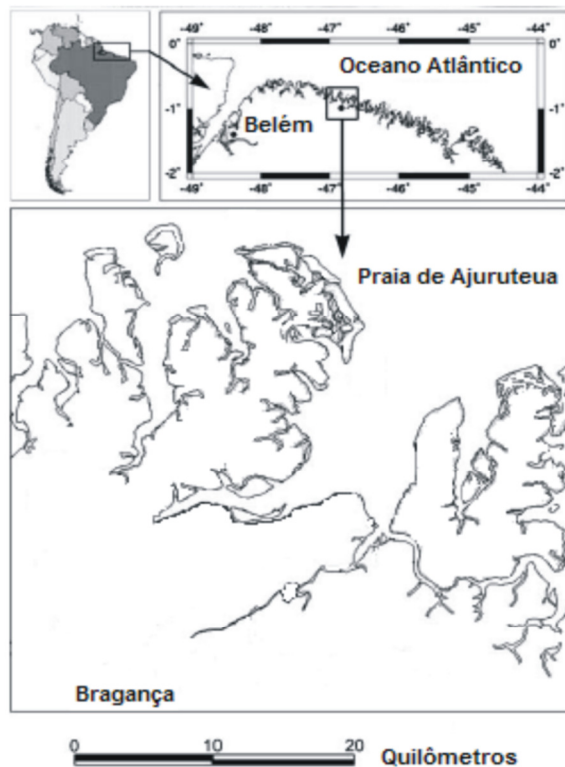 -49° -48° -47° -46° -45° -44°
0° 0°
Oceano Atlântico
-1° -1°
Belém
-2° -2°
-49° -48° -47° -46° -45° -44°
Praia de Ajuruteua
Bragança
0 10 20 Quilômetros